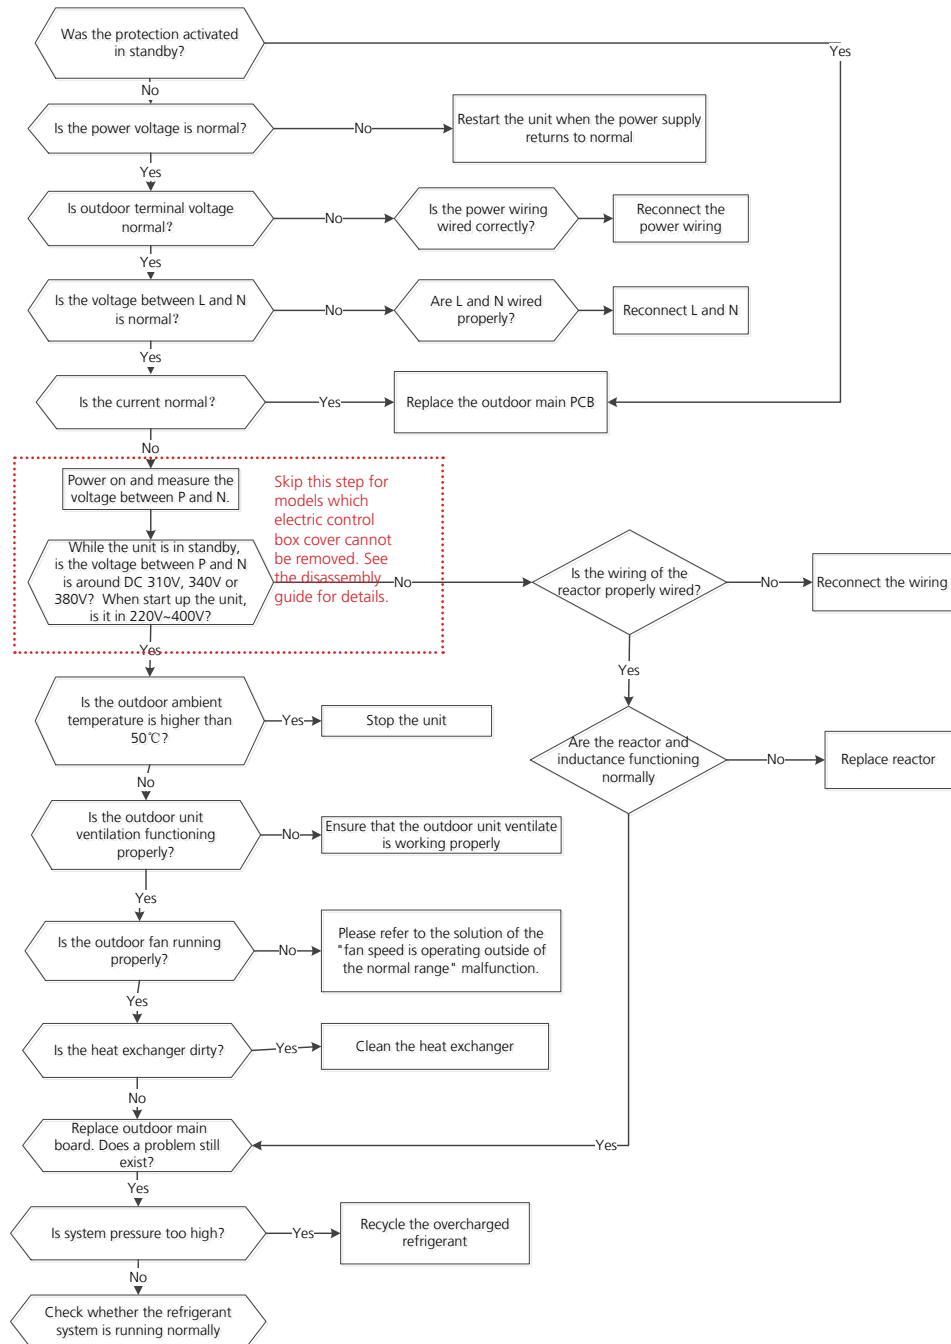 Was the protection activated
in standby?
Yes
No
Is the power voltage is normal?
No
Restart the unit when the power supply
returns to normal
Yes
Is outdoor terminal voltage
normal?
No
Is the power wiring
wired correctly?
Reconnect the
power wiring
Yes
Is the voltage between L and N
is normal?
No
Are L and N wired
properly?
Reconnect L and N
Yes
Is the current normal?
Yes
Replace the outdoor main PCB
No
Power on and measure the
voltage between P and N.
Skip this step for
models which
electric control
box cover cannot
be removed. See
the disassembly
guide for details.
While the unit is in standby,
is the voltage between P and N
is around DC 310V, 340V or
380V? When start up the unit,
is it in 220V~400V?
No
Is the wiring of the
reactor properly wired?
No
Reconnect the wiring
Yes
Yes
Is the outdoor ambient
temperature is higher than
50℃?
Yes
Stop the unit
Are the reactor and
inductance functioning
normally
No
Replace reactor
No
Is the outdoor unit
ventilation functioning
properly?
No
Ensure that the outdoor unit ventilate
is working properly
Yes
Is the outdoor fan running
properly?
No
Please refer to the solution of the
"fan speed is operating outside of
the normal range" malfunction.
Yes
Is the heat exchanger dirty?
Yes
Clean the heat exchanger
No
Replace outdoor main
board. Does a problem still
exist?
Yes
Yes
Is system pressure too high?
Yes
Recycle the overcharged
refrigerant
No
Check whether the refrigerant
system is running normally